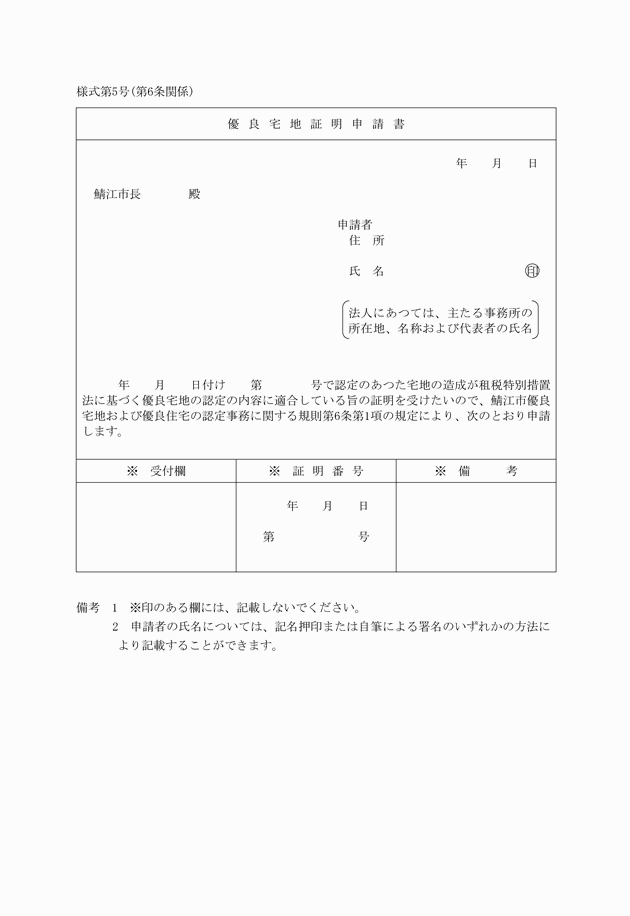 様式第5号(第6条関係)
優良宅地証明申請書
年　　月　　日
鯖江市長　　　　殿
申請者
住　所
氏　名　　　　　　　　　　　　㊞
法人にあつては、主たる事務所の
所在地、名称および代表者の氏名
年　　月　　日付け　　第　　　　号で認定のあつた宅地の造成が租税特別措置
法に基づく優良宅地の認定の内容に適合している旨の証明を受けたいので、鯖江市優良
宅地および優良住宅の認定事務に関する規則第6条第1項の規定により、次のとおり申請
します。
※　受付欄　　※　証明番号　　※　備　　　考
年　　月　　日
第　　　　　　　号
備考　1　※印のある欄には、記載しないでください。
2　申請者の氏名については、記名押印または自筆による署名のいずれかの方法に
より記載することができます。